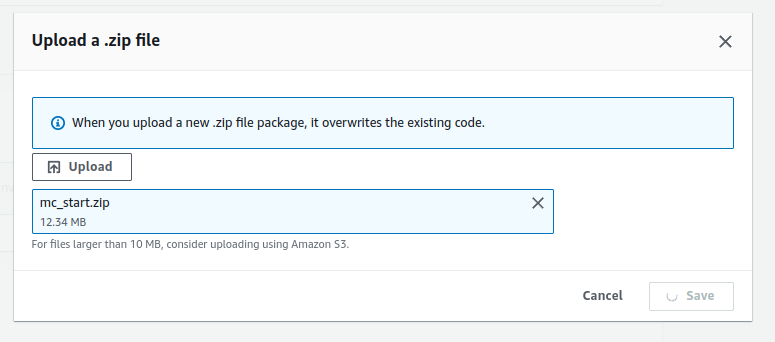 Upload a .zip file
When you upload a new .zip file package, it overwrites the existing code.
Upload
mc_start.zip
12.34 MB
For files larger than 10 MB, consider uploading using Amazon S3.
Cancel
Save